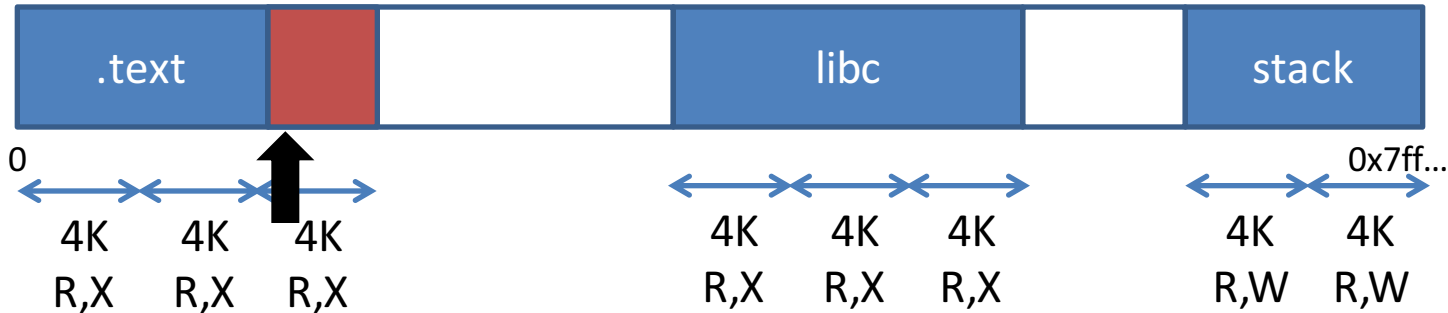 .text libc stack
0 0x7ff…
4K 4K 4K 4K 4K 4K 4K 4K
R,X R,X R,X R,X R,X R,X R,W R,W